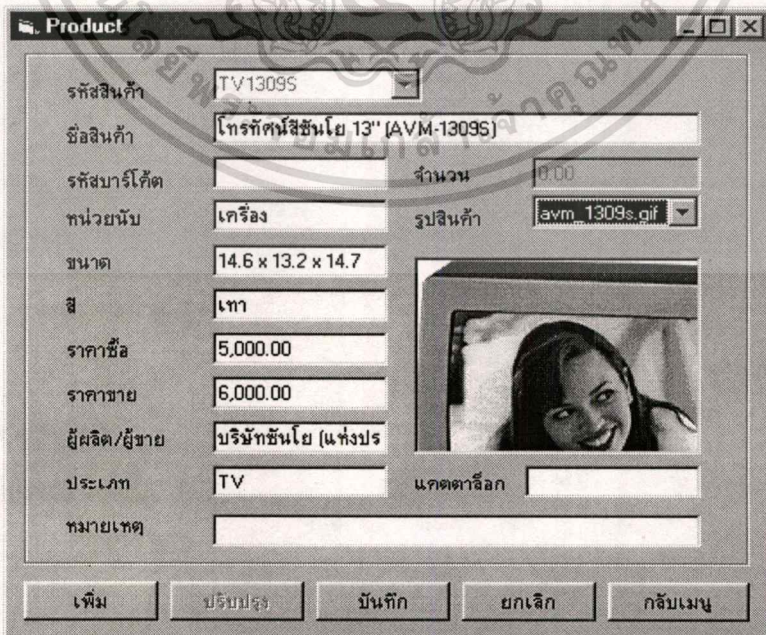 Product
รหัสสินค้า TV1309S
ชื่อสินค้า โทรทัศน์สีซันโย 13'' (AVM-1309S)
รหัสบาร์โค้ต จำนวน 0.00
หน่วยนับ เครื่อง รูปสินค้า avm_1309s.gif
ขนาด 14.6 x 13.2 x 14.7
สี เทา
ราคาซื้อ 5,000.00
ราคาขาย 6,000.00
ผู้ผลิต/ผู้ขาย บริษัทซันโย (แห่งปร
ประเภท TV แคตตาล็อก
หมายเหตุ
เพิ่ม ปรับปรุง บันทึก ยกเลิก กลับเมนู